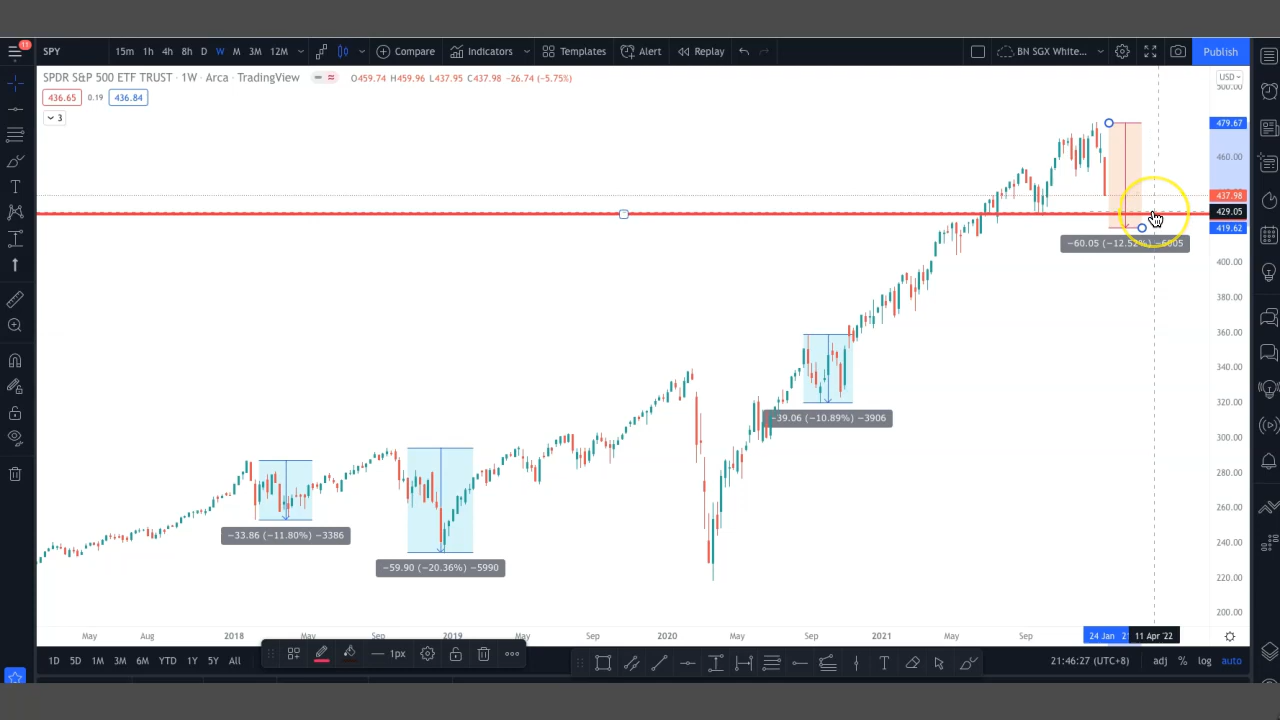 11
SPY
15m 1h 4h 8h D W M 3M 12M
Compare
Indicators
Templates
Alert
Replay
BN SGX White...
Publish
SPDR S&P 500 ETF TRUST · 1W · Arca · TradingView
O459.74 H459.96 L437.95 C437.98 −26.74 (−5.75%)
436.65 0.19 436.84
3
USD
500.00
479.67
460.00
437.98
429.05
419.62
400.00
380.00
360.00
340.00
320.00
300.00
280.00
260.00
240.00
220.00
200.00
−60.05 (−12.52%) −6005
−39.06 (−10.89%) −3906
−33.86 (−11.80%) −3386
−59.90 (−20.36%) −5990
May Aug 2018 May Sep 2019 May Sep 2020 May Sep 2021 May Sep 24 Jan 11 Apr '22
1D 5D 1M 3M 6M YTD 1Y 5Y All
1px
21:46:27 (UTC+8)
adj % log auto